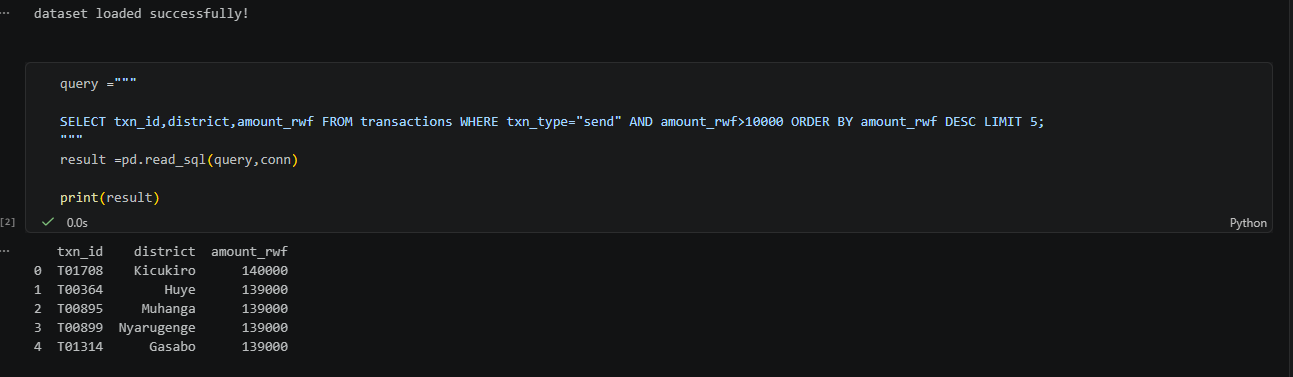 dataset loaded successfully!
query ="""
SELECT txn_id,district,amount_rwf FROM transactions WHERE txn_type="send" AND amount_rwf>10000 ORDER BY amount_rwf DESC LIMIT 5;
"""
result =pd.read_sql(query,conn)
print(result)
[2] ✓ 0.0s Python
txn_id district amount_rwf
0 T01708 Kicukiro 140000
1 T00364 Huye 139000
2 T00895 Muhanga 139000
3 T00899 Nyarugenge 139000
4 T01314 Gasabo 139000